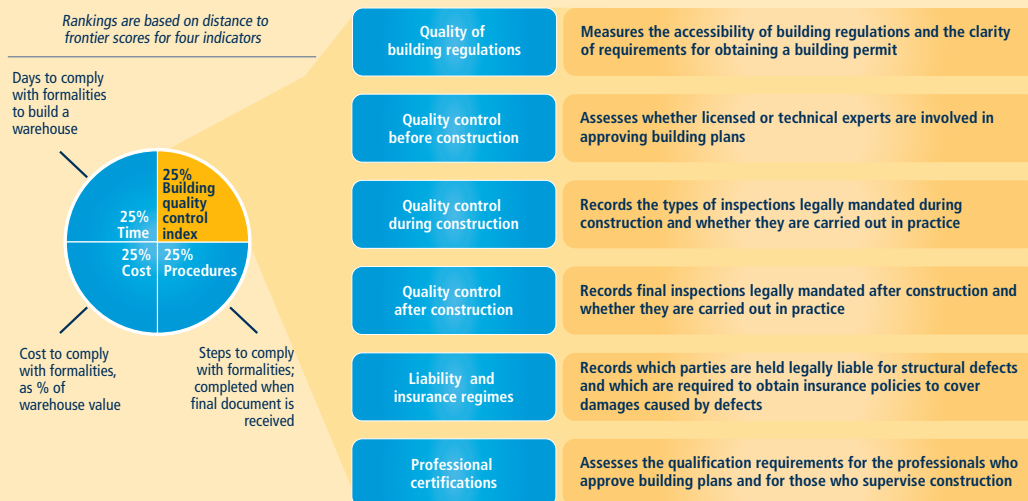 Rankings are based on distance to
frontier scores for four indicators
Days to comply
with formalities
to build a
warehouse
25%
Building
quality
control
index
25%
Time
25%
Cost
25%
Procedures
Cost to comply
with formalities,
as % of
warehouse value
Steps to comply
with formalities;
completed when
final document is
received
Quality of
building regulations
Measures the accessibility of building regulations and the clarity
of requirements for obtaining a building permit
Quality control
before construction
Assesses whether licensed or technical experts are involved in
approving building plans
Quality control
during construction
Records the types of inspections legally mandated during
construction and whether they are carried out in practice
Quality control
after construction
Records final inspections legally mandated after construction and
whether they are carried out in practice
Liability and
insurance regimes
Records which parties are held legally liable for structural defects
and which are required to obtain insurance policies to cover
damages caused by defects
Professional
certifications
Assesses the qualification requirements for the professionals who
approve building plans and for those who supervise construction